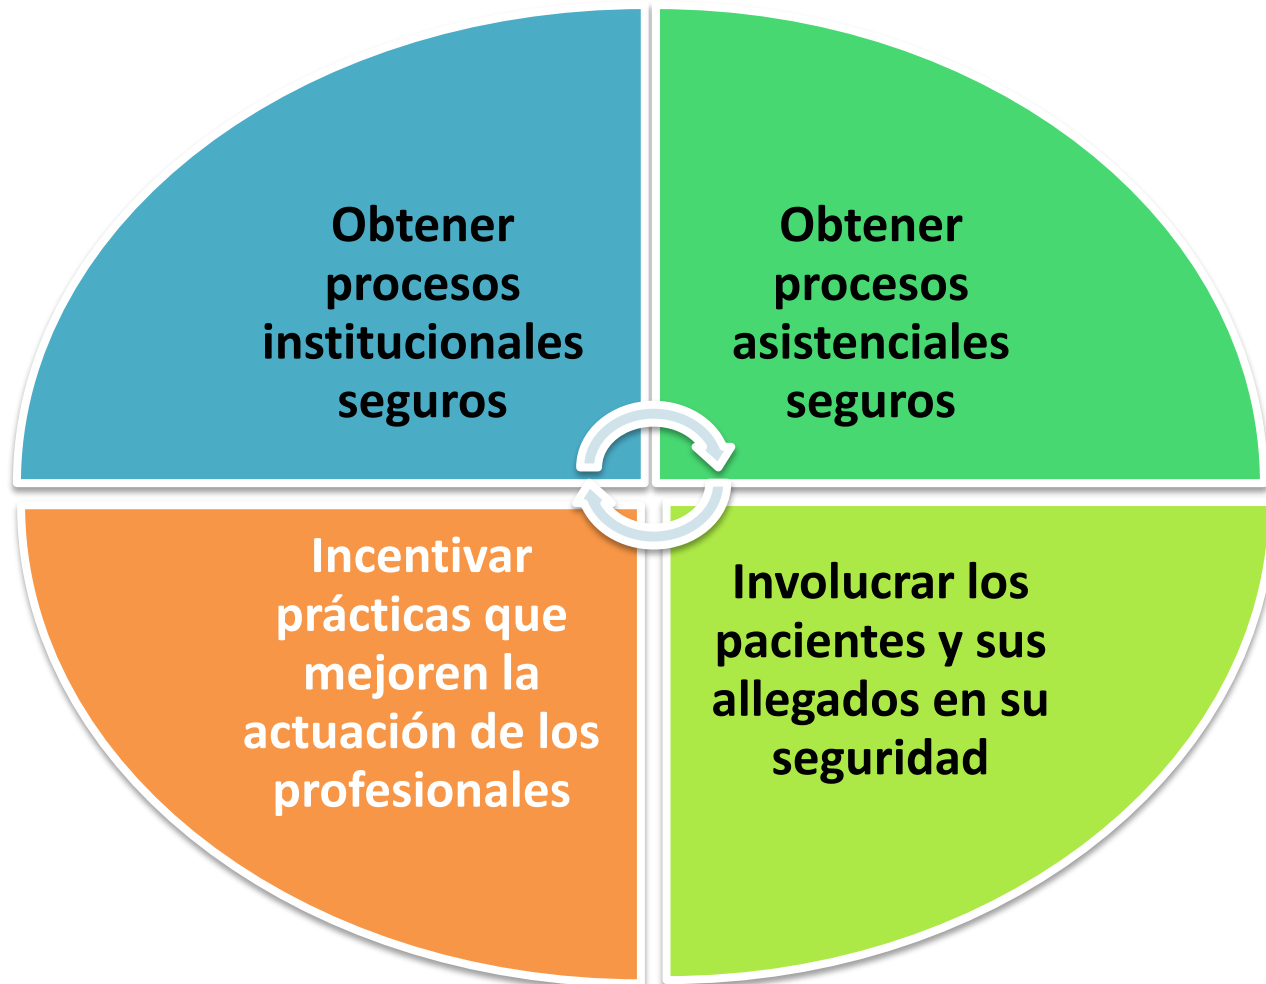 Obtener
procesos
institucionales
seguros
Obtener
procesos
asistenciales
seguros
Incentivar
prácticas que
mejoren la
actuación de los
profesionales
Involucrar los
pacientes y sus
allegados en su
seguridad